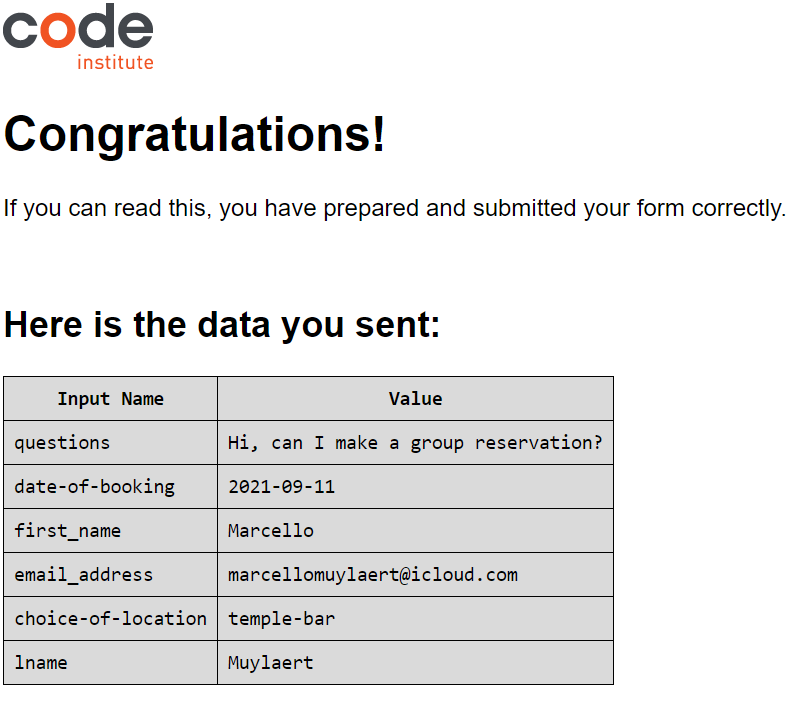 code
institute
Congratulations!
If you can read this, you have prepared and submitted your form correctly.
Here is the data you sent:
Input Name Value
questions Hi, can I make a group reservation?
date-of-booking 2021-09-11
first_name Marcello
email_address marcellomuylaert@icloud.com
choice-of-location temple-bar
lname Muylaert